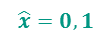 x̂ = 0,1